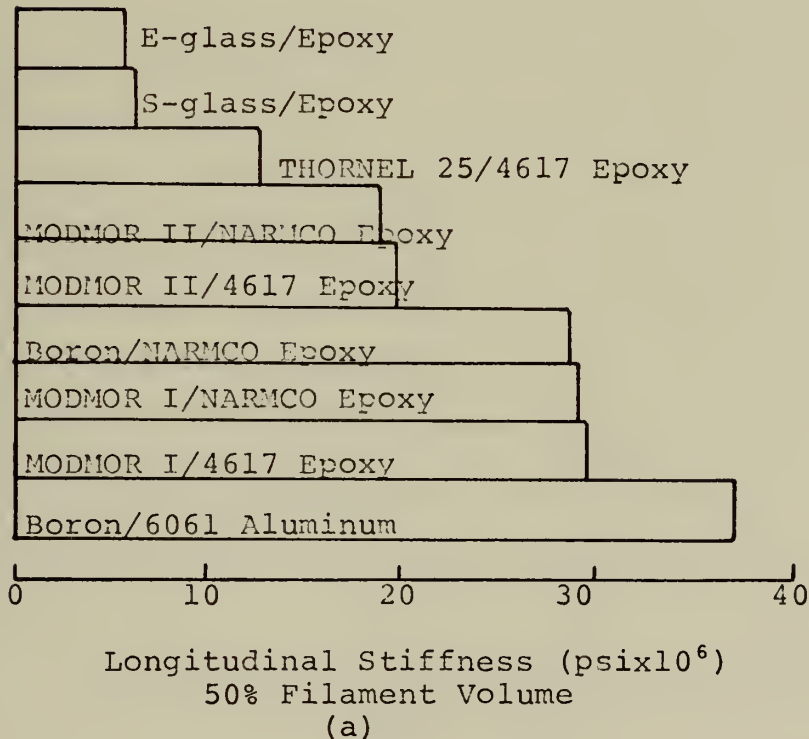 E-glass/Epoxy
S-glass/Epoxy
THORNEL 25/4617 Epoxy
MODMOR II/NARMCO Epoxy
MODMOR II/4617 Epoxy
Boron/NARMCO Epoxy
MODMOR I/NARMCO Epoxy
MODMOR I/4617 Epoxy
Boron/6061 Aluminum
0 10 20 30 40
Longitudinal Stiffness (psix10⁶)
50% Filament Volume
(a)